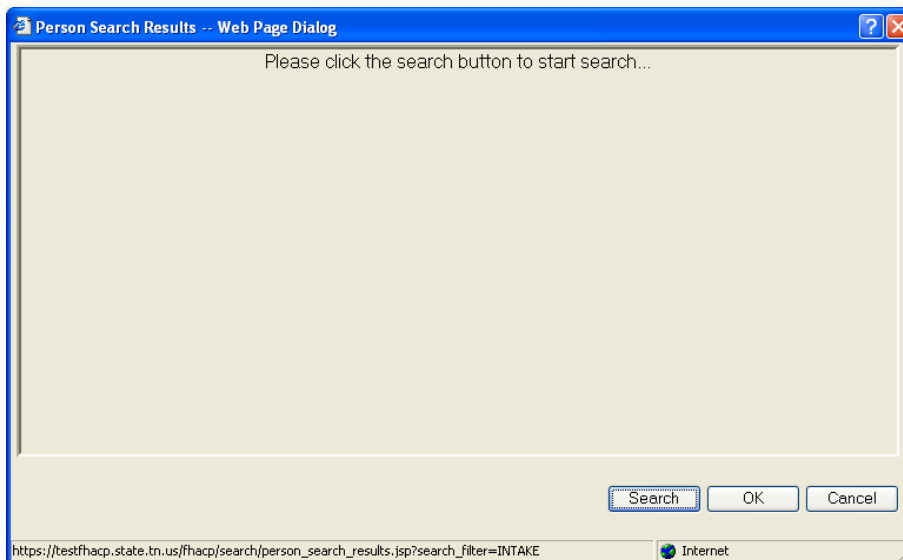 Person Search Results -- Web Page Dialog
Please click the search button to start search...
Search OK Cancel
https://testfhacp.state.tn.us/fhacp/search/person_search_results.jsp?search_filter=INTAKE Internet